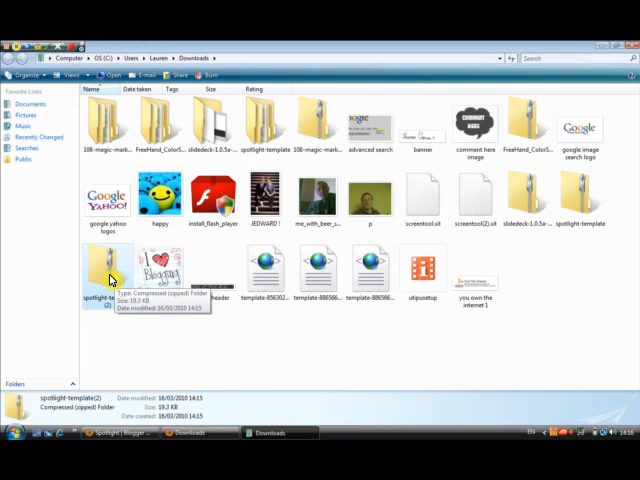 Computer ▸ OS (C:) ▸ Users ▸ Lauren ▸ Downloads ▸
Search
Organize Views Open E-mail Share Burn
Favorite Links
Name Date taken Tags Size Rating
Documents
Pictures
Music
Recently Changed
Searches
Public
108-magic-mark... FreeHand_ColorS... slidedeck-1.0.5a-... spotlight-template 108-magic-mark... advanced search banner comment here image FreeHand_ColorS... google image search logo
COMMENT HERE
Google
Google
YAHOO!
google yahoo logos happy install_flash_player JEDWARD ! me_with_beer_s... p screentool.sit screentool(2).sit slidedeck-1.0.5a-... spotlight-template
I
Blogging
spotlight-te...
(2)
header template-856302... template-886566... template-886566... utipsetup you own the internet 1
Type: Compressed (zipped) Folder
Size: 19.3 KB
Date modified: 16/03/2010 14:15
Folders
spotlight-template(2) Date modified: 16/03/2010 14:15
Compressed (zipped) Folder Size: 19.3 KB
Date created: 16/03/2010 14:15
Spotlight | Blogger ... Downloads Downloads EN 14:16